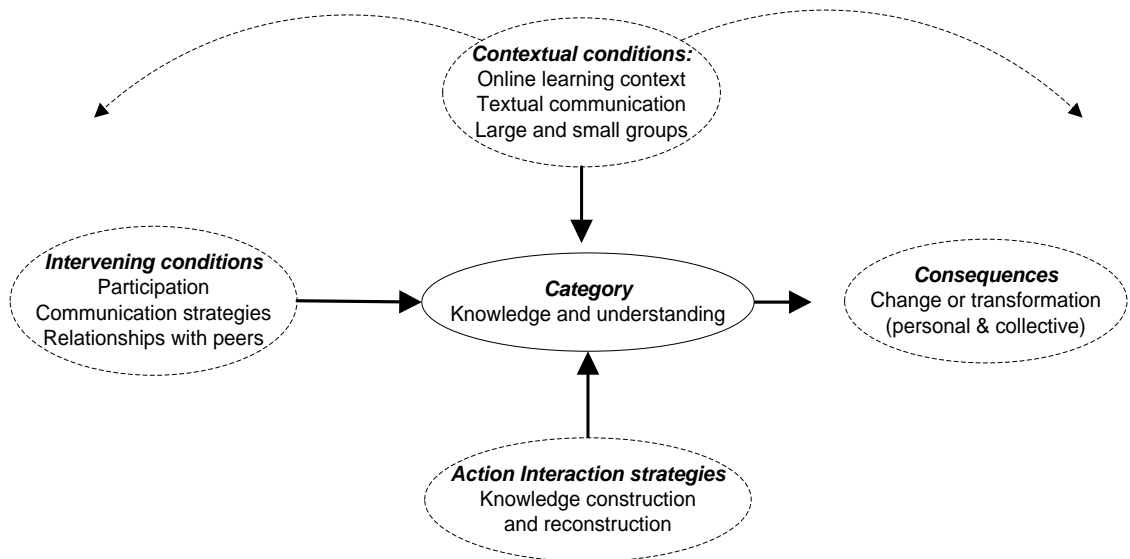 Contextual conditions:
Online learning context
Textual communication
Large and small groups
Intervening conditions
Participation
Communication strategies
Relationships with peers
Category
Knowledge and understanding
Consequences
Change or transformation
(personal & collective)
Action Interaction strategies
Knowledge construction
and reconstruction